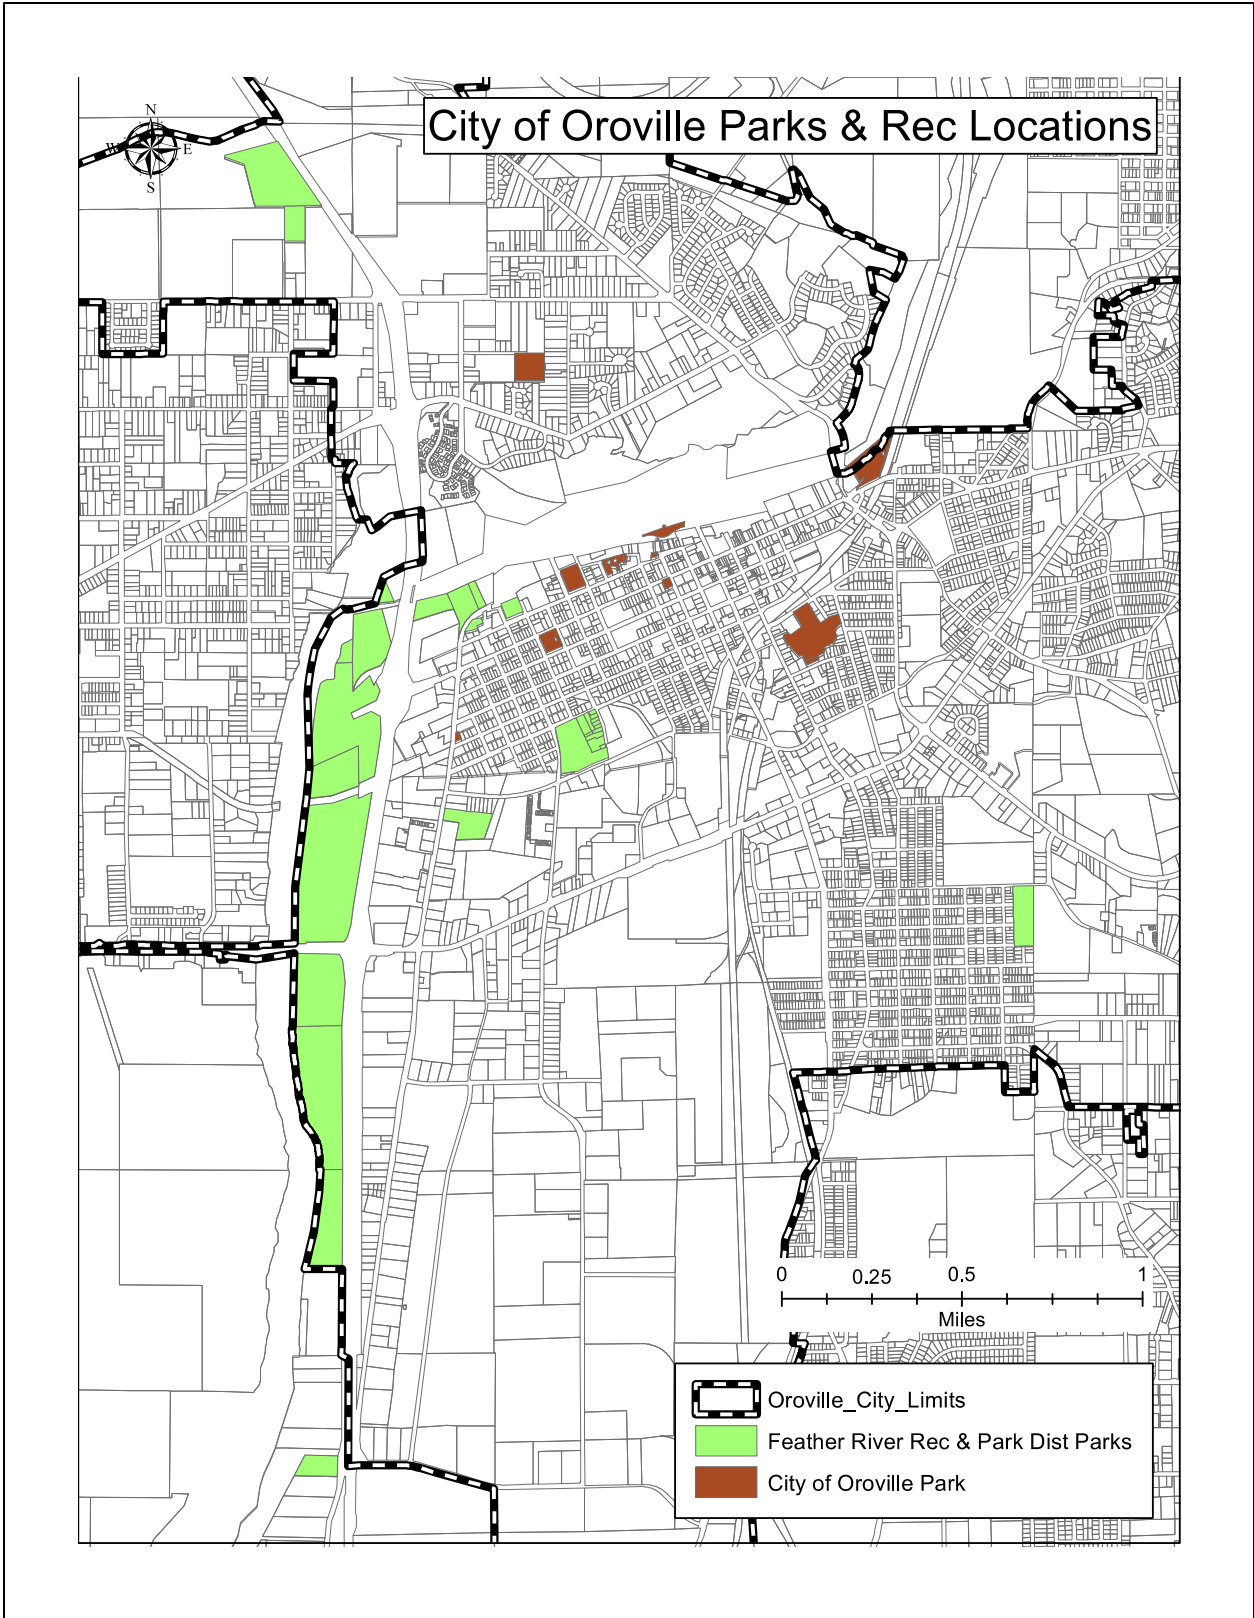 City of Oroville Parks & Rec Locations
N
W
E
S
0 0.25 0.5 1
Miles
Oroville_City_Limits
Feather River Rec & Park Dist Parks
City of Oroville Park